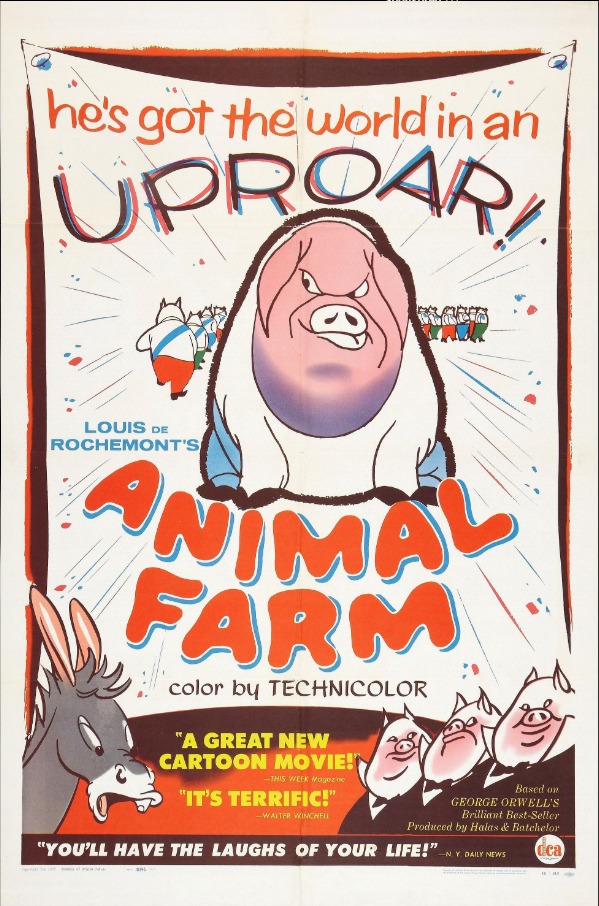 he's got the world in an
UPROAR!
LOUIS DE
ROCHEMONT'S
ANIMAL
FARM
color by TECHNICOLOR
"A GREAT NEW
CARTOON MOVIE!"
—THIS WEEK Magazine
"IT'S TERRIFIC!"
—WALTER WINCHELL
Based on
GEORGE ORWELL'S
Brilliant Best-Seller
Produced by Halas & Batchelor
"YOU'LL HAVE THE LAUGHS OF YOUR LIFE!" —N. Y. DAILY NEWS
dca